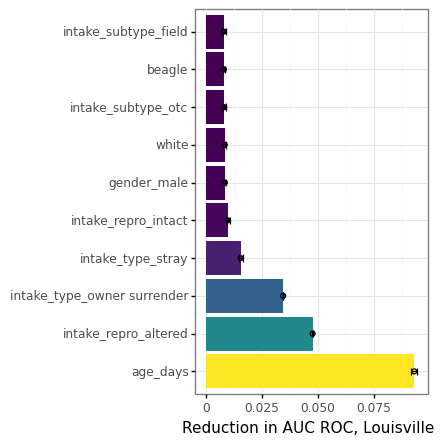 intake_subtype_field
beagle
intake_subtype_otc
white
gender_male
intake_repro_intact
intake_type_stray
intake_type_owner surrender
intake_repro_altered
age_days
0 0.025 0.050 0.075
Reduction in AUC ROC, Louisville